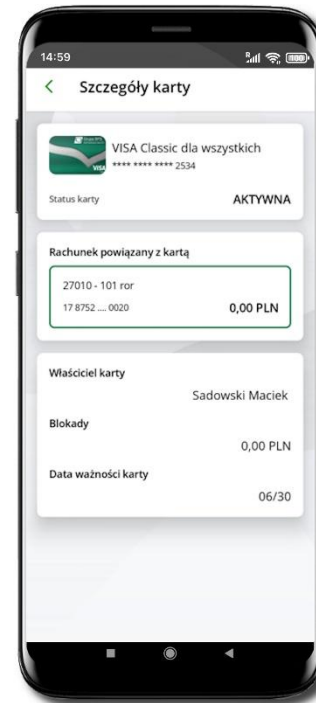 14:59
Szczegóły karty
VISA Classic dla wszystkich
**** **** **** 2534
VISA
Status karty
AKTYWNA
Rachunek powiązany z kartą
27010 - 101 ror
17 8752 .... 0020
0,00 PLN
Właściciel karty
Sadowski Maciek
Blokady
0,00 PLN
Data ważności karty
06/30